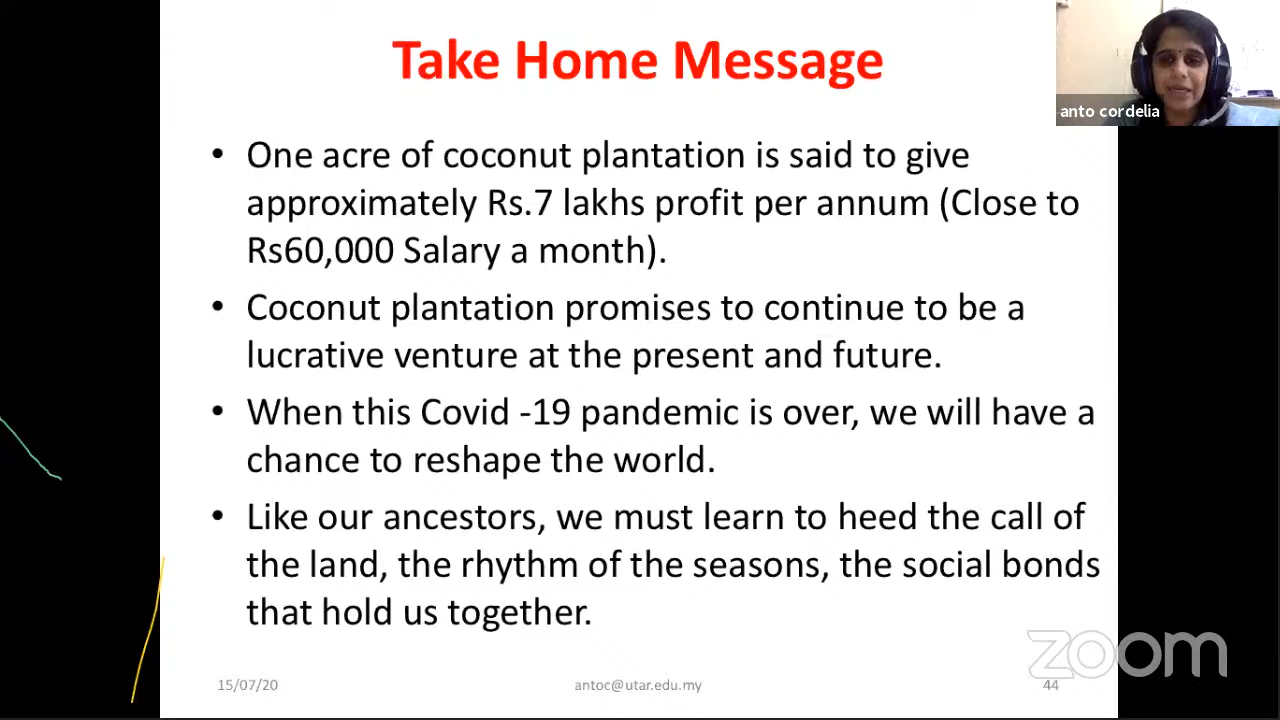 Take Home Message
anto cordelia
• One acre of coconut plantation is said to give
approximately Rs.7 lakhs profit per annum (Close to
Rs60,000 Salary a month).
• Coconut plantation promises to continue to be a
lucrative venture at the present and future.
• When this Covid -19 pandemic is over, we will have a
chance to reshape the world.
• Like our ancestors, we must learn to heed the call of
the land, the rhythm of the seasons, the social bonds
that hold us together.
zoom
15/07/20 antoc@utar.edu.my 44